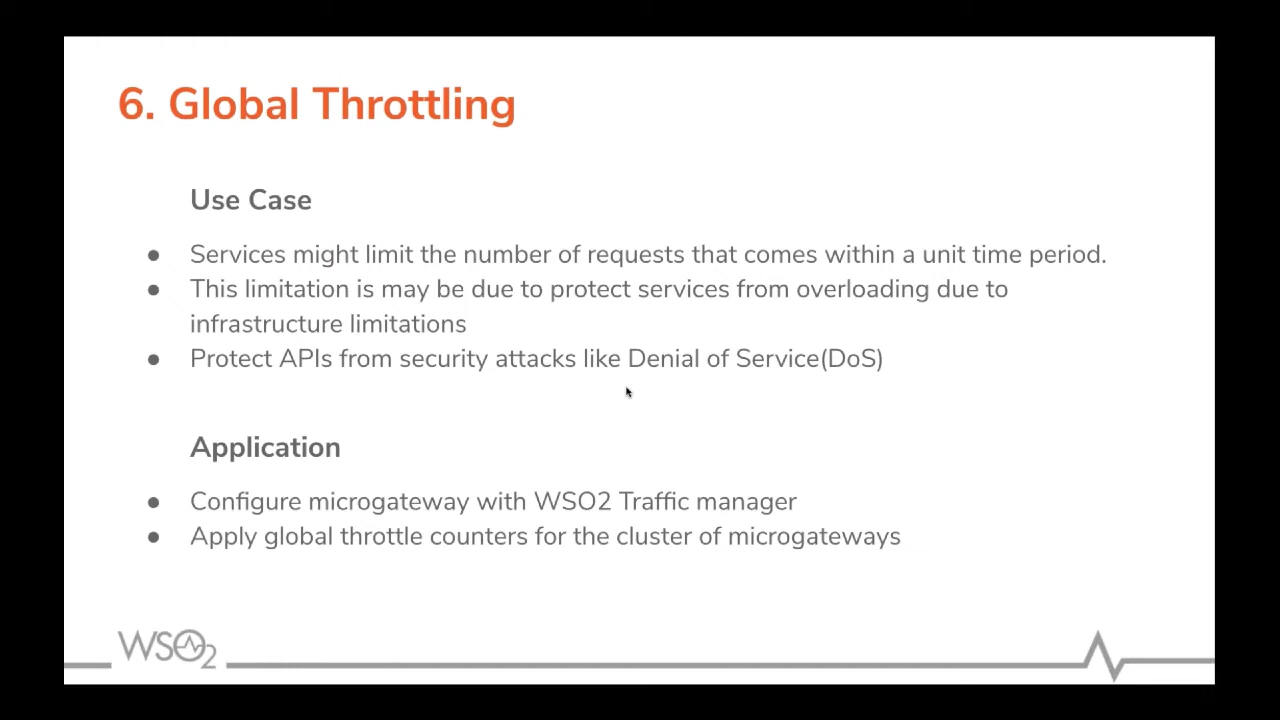 6. Global Throttling
Use Case
● Services might limit the number of requests that comes within a unit time period.
● This limitation is may be due to protect services from overloading due to
infrastructure limitations
● Protect APIs from security attacks like Denial of Service(DoS)
Application
● Configure microgateway with WSO2 Traffic manager
● Apply global throttle counters for the cluster of microgateways
WSO2